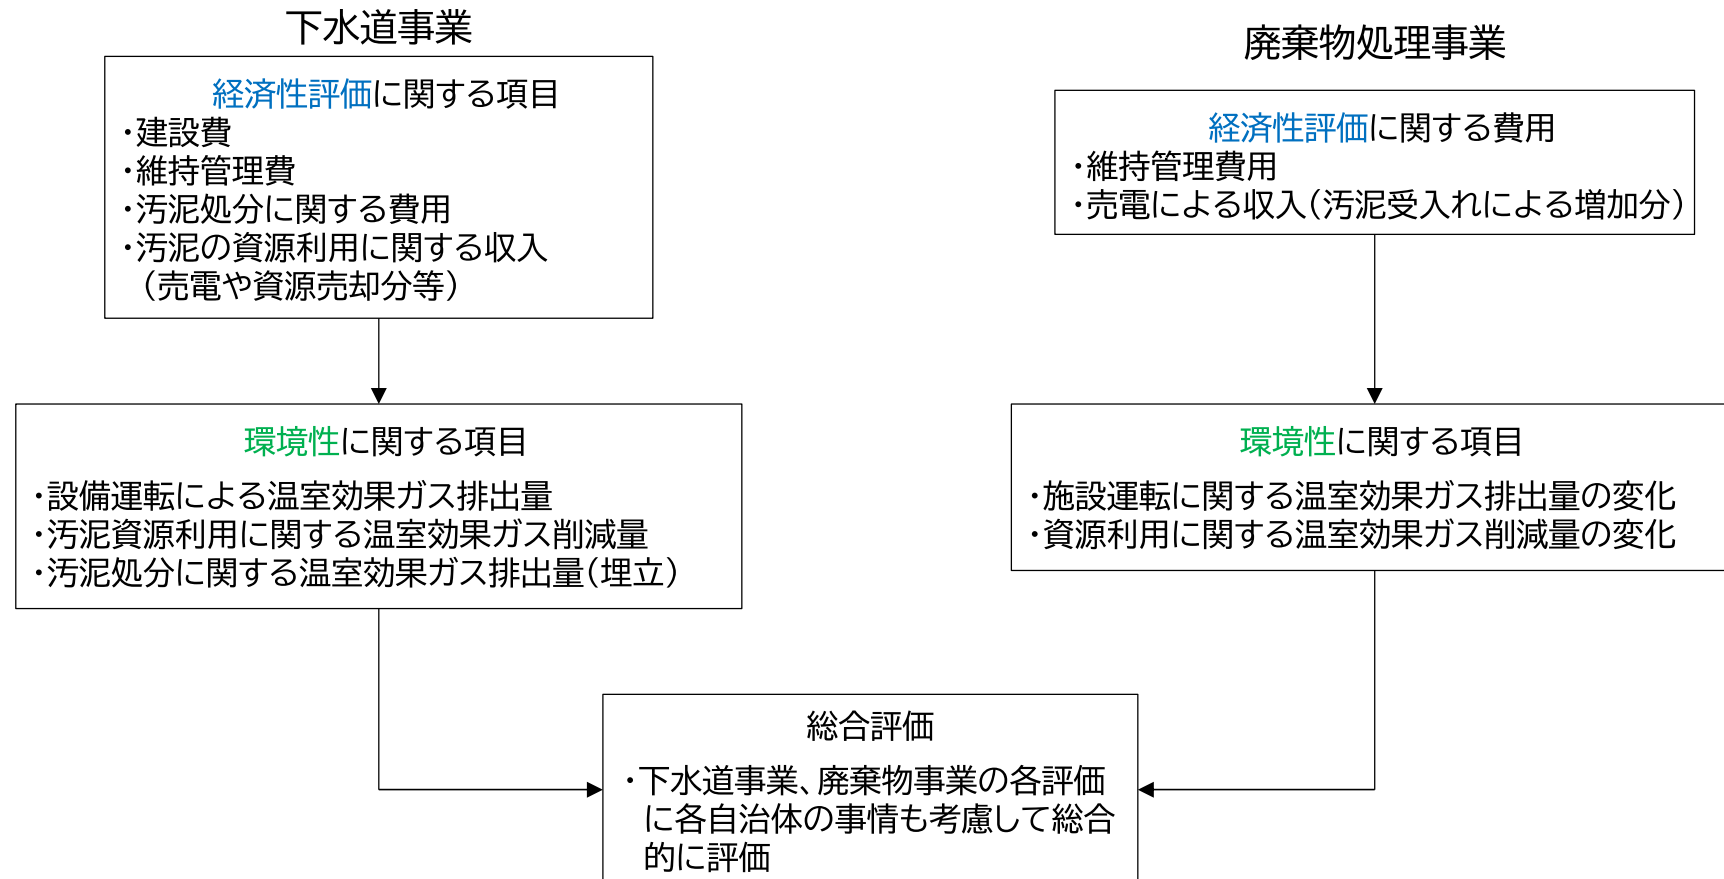 下水道事業
経済性評価に関する項目
・建設費
・維持管理費
・汚泥処分に関する費用
・汚泥の資源利用に関する収入
（売電や資源売却分等）
環境性に関する項目
・設備運転による温室効果ガス排出量
・汚泥資源利用に関する温室効果ガス削減量
・汚泥処分に関する温室効果ガス排出量（埋立）
廃棄物処理事業
経済性評価に関する費用
・維持管理費用
・売電による収入（汚泥受入れによる増加分）
環境性に関する項目
・施設運転に関する温室効果ガス排出量の変化
・資源利用に関する温室効果ガス削減量の変化
総合評価
・下水道事業、廃棄物事業の各評価
に各自治体の事情も考慮して総合
的に評価